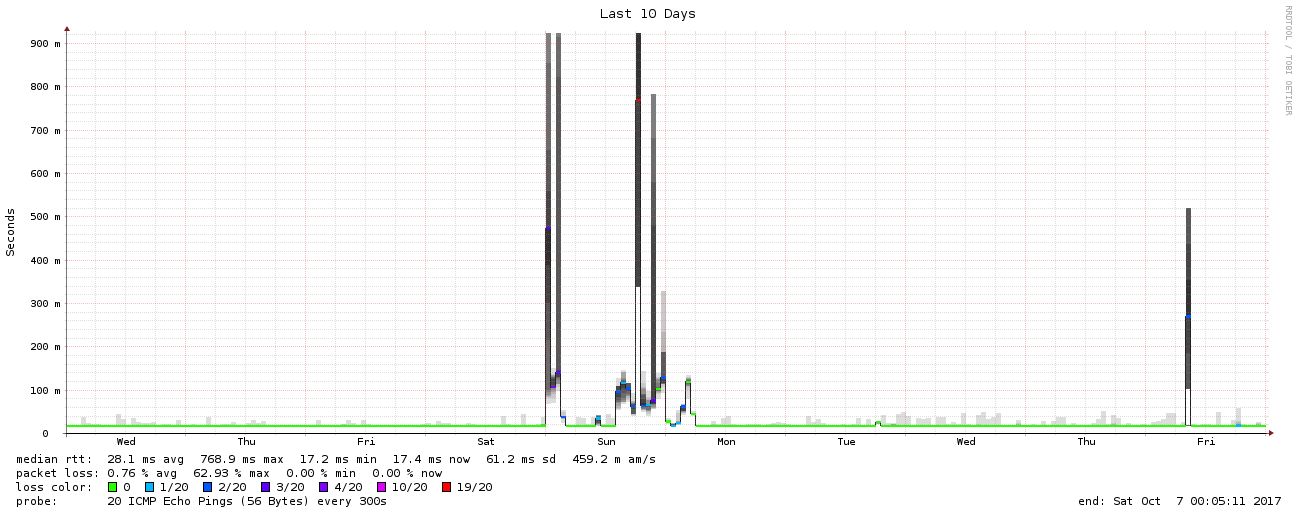 Last 10 Days
RRDTOOL / TOBI OETIKER
Seconds
900 m
800 m
700 m
600 m
500 m
400 m
300 m
200 m
100 m
0
Wed Thu Fri Sat Sun Mon Tue Wed Thu Fri
median rtt: 28.1 ms avg 768.9 ms max 17.2 ms min 17.4 ms now 61.2 ms sd 459.2 m am/s
packet loss: 0.76 % avg 62.93 % max 0.00 % min 0.00 % now
loss color: 0 1/20 2/20 3/20 4/20 10/20 19/20
probe: 20 ICMP Echo Pings (56 Bytes) every 300s end: Sat Oct 7 00:05:11 2017